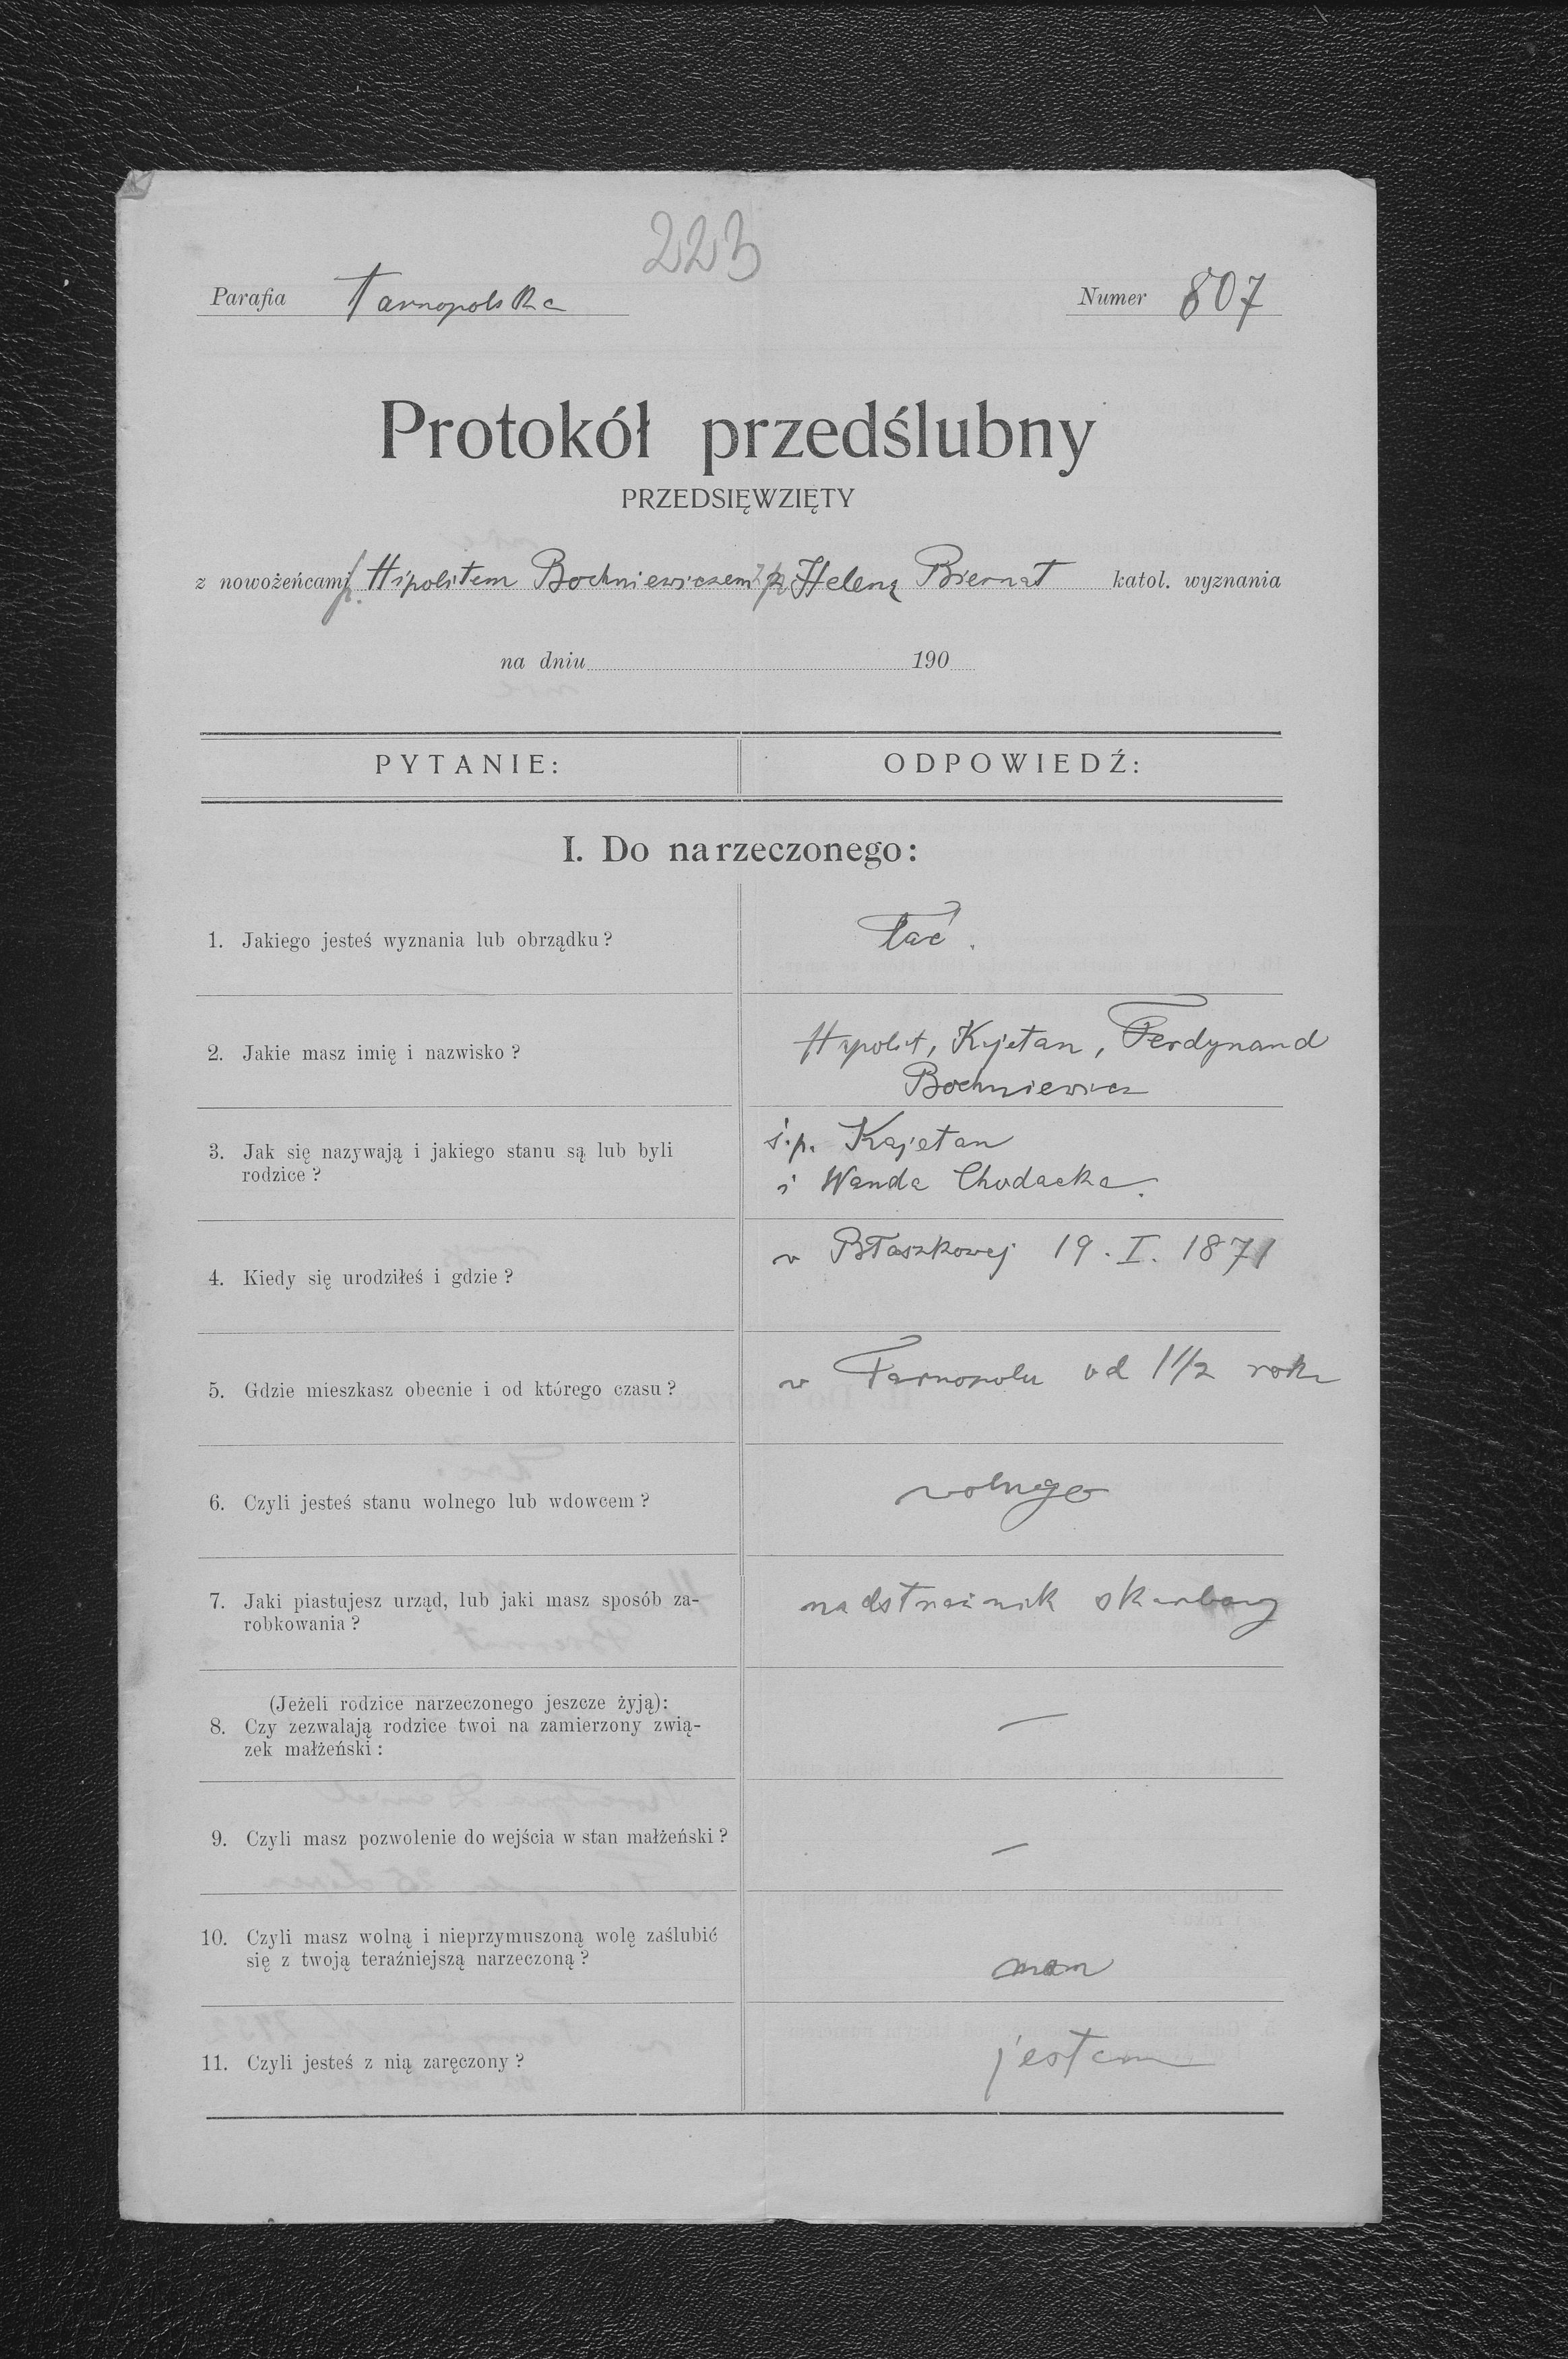 223
Parafia Tarnopolska Numer 807
Protokół przedślubny
PRZEDSIĘWZIĘTY
z nowożeńcami p. Hipolitem Bochniewiczem z p. Heleną Biernat katol. wyznania
na dniu 190
PYTANIE: ODPOWIEDŹ:
I. Do narzeczonego:
1. Jakiego jesteś wyznania lub obrządku? łać.
2. Jakie masz imię i nazwisko? Hipolit, Kajetan, Ferdynand
Bochniewicz
3. Jak się nazywają i jakiego stanu są lub byli ś.p. Kajetan
rodzice? i Wanda Chodacka.
4. Kiedy się urodziłeś i gdzie? w Błaszkowej 19. I. 1871
5. Gdzie mieszkasz obecnie i od którego czasu? w Tarnopolu od 1 1/2 roku
6. Czyli jesteś stanu wolnego lub wdowcem? wolnego
7. Jaki piastujesz urząd, lub jaki masz sposób za- nadstrażnik skarbowy
robkowania?
(Jeżeli rodzice narzeczonego jeszcze żyją):
8. Czy zezwalają rodzice twoi na zamierzony zwią- —
zek małżeński:
9. Czyli masz pozwolenie do wejścia w stan małżeński? —
10. Czyli masz wolną i nieprzymuszoną wolę zaślubić
się z twoją teraźniejszą narzeczoną? mam
11. Czyli jesteś z nią zaręczony? jestem